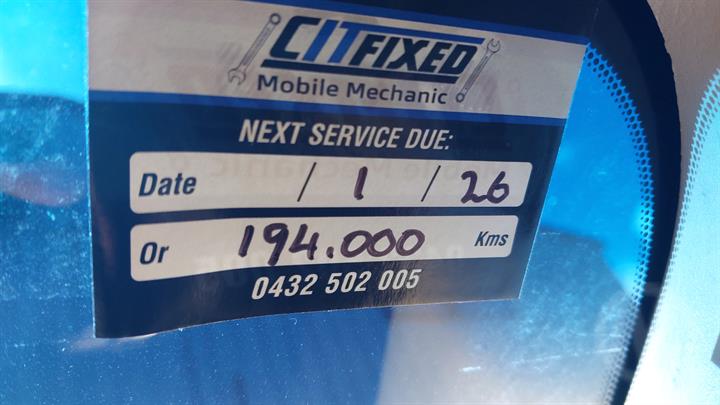 CITFIXED
Mobile Mechanic
NEXT SERVICE DUE:
Date / 1 / 26
Or 194.000 Kms
0432 502 005